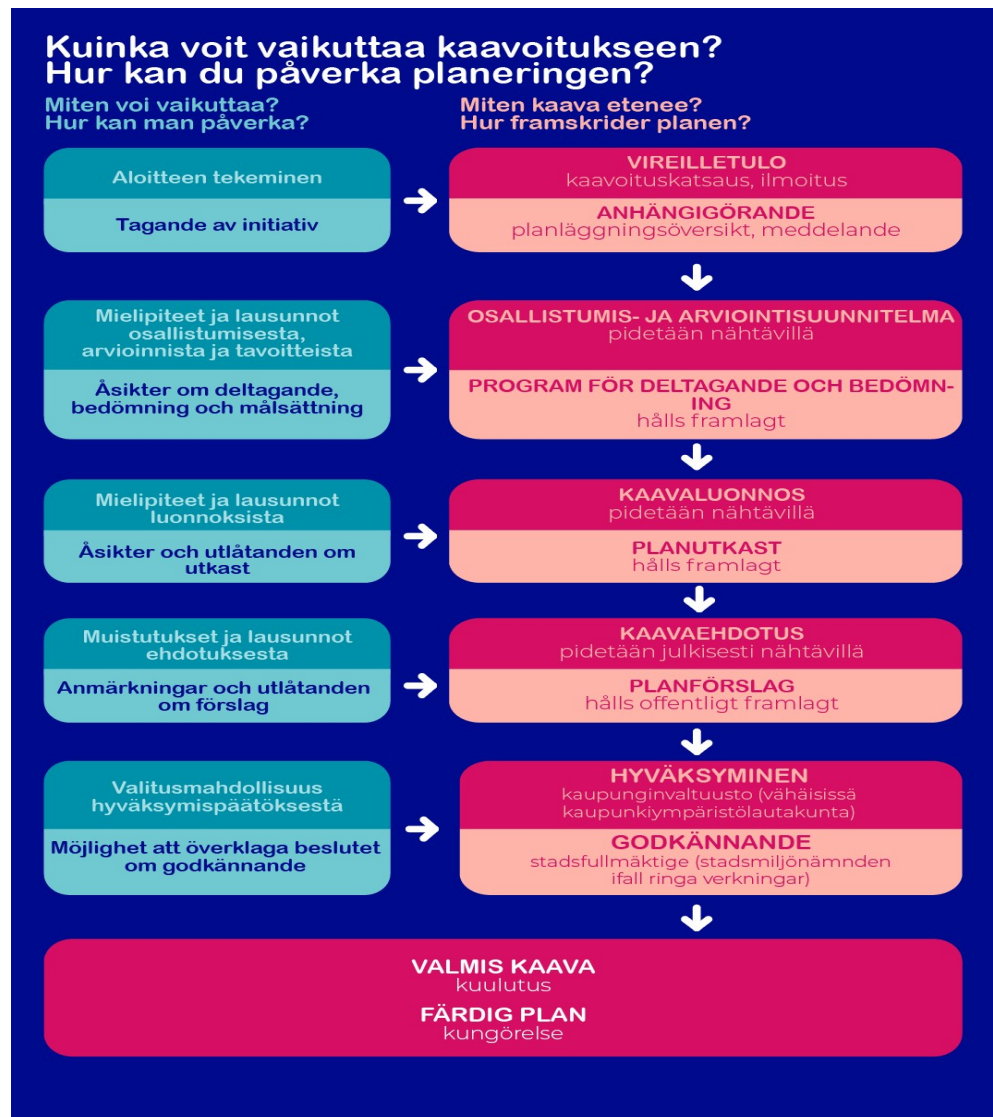 Kuinka voit vaikuttaa kaavoitukseen?
Hur kan du påverka planeringen?
Miten voi vaikuttaa?
Hur kan man påverka?
Miten kaava etenee?
Hur framskrider planen?
Aloitteen tekeminen
Tagande av initiativ
VIREILLETULO
kaavoituskatsaus, ilmoitus
ANHÄNGIGÖRANDE
planläggningsöversikt, meddelande
Mielipiteet ja lausunnot
osallistumisesta,
arvioinnista ja tavoitteista
Åsikter om deltagande,
bedömning och målsättning
OSALLISTUMIS- JA ARVIOINTISUUNNITELMA
pidetään nähtävillä
PROGRAM FÖR DELTAGANDE OCH BEDÖMN-
ING
hålls framlagt
Mielipiteet ja lausunnot
luonnoksista
Åsikter och utlåtanden om
utkast
KAAVALUONNOS
pidetään nähtävillä
PLANUTKAST
hålls framlagt
Muistutukset ja lausunnot
ehdotuksesta
Anmärkningar och utlåtanden
om förslag
KAAVAEHDOTUS
pidetään julkisesti nähtävillä
PLANFÖRSLAG
hålls offentligt framlagt
Valitusmahdollisuus
hyväksymispäätöksestä
Möjlighet att överklaga beslutet
om godkännande
HYVÄKSYMINEN
kaupunginvaltuusto (vähäisissä
kaupunkiympäristölautakunta)
GODKÄNNANDE
stadsfullmäktige (stadsmiljönämnden
ifall ringa verkningar)
VALMIS KAAVA
kuulutus
FÄRDIG PLAN
kungörelse